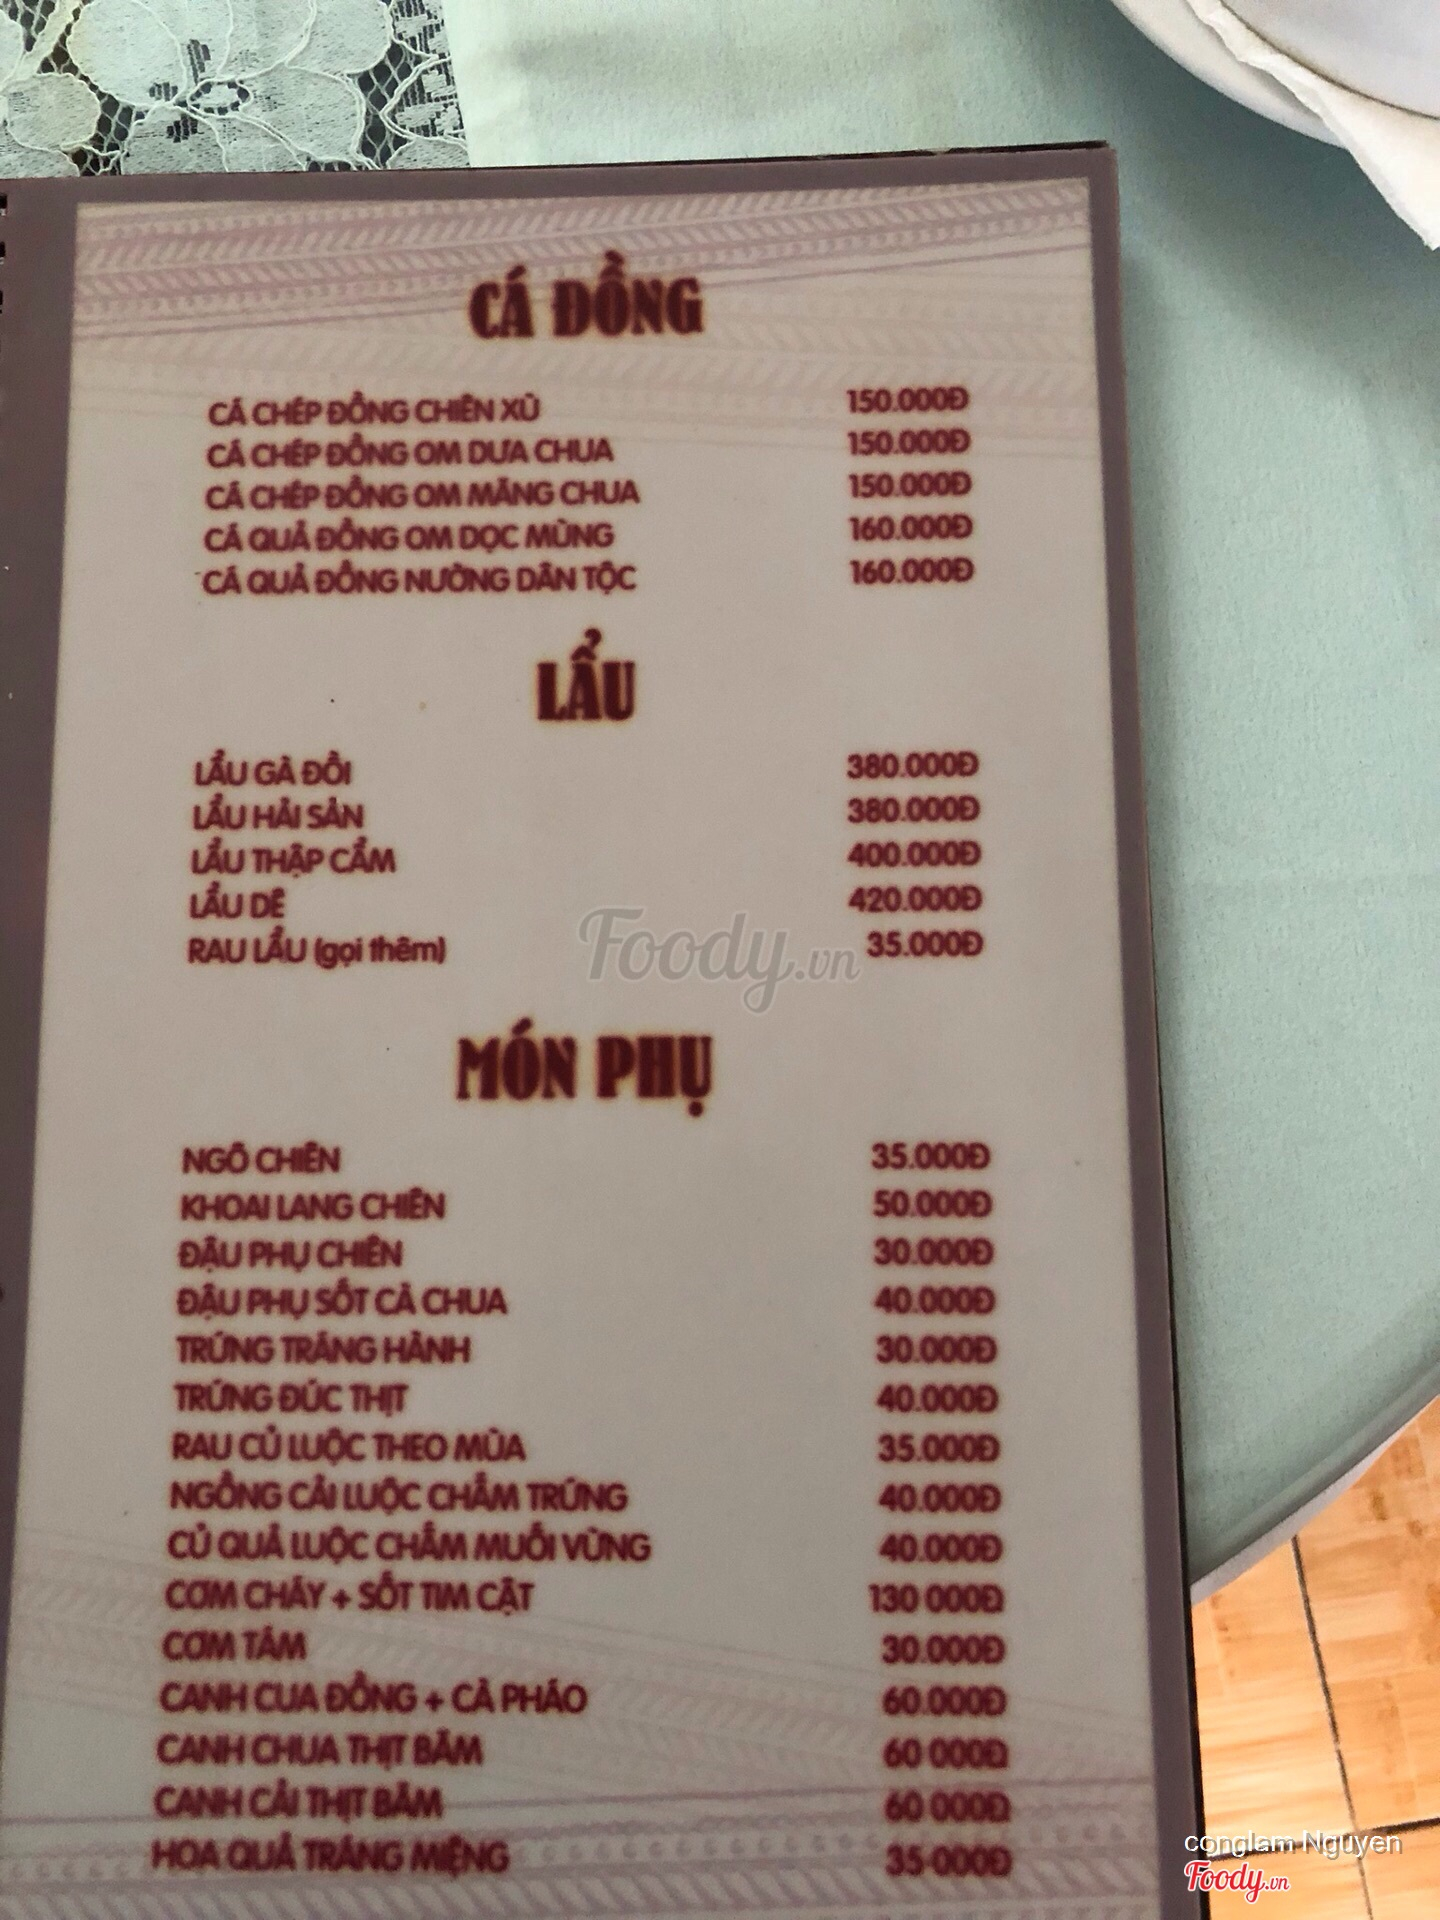 CÁ ĐỒNG
CÁ CHÉP ĐỒNG CHIÊN XÙ 150.000Đ
CÁ CHÉP ĐỒNG OM DƯA CHUA 150.000Đ
CÁ CHÉP ĐỒNG OM MĂNG CHUA 150.000Đ
CÁ QUẢ ĐỒNG OM DỌC MÙNG 160.000Đ
CÁ QUẢ ĐỒNG NƯỜNG DÂN TỘC 160.000Đ
LẨU
LẨU GÀ ĐỒI 380.000Đ
LẨU HẢI SẢN 380.000Đ
LẨU THẬP CẨM 400.000Đ
LẨU DÊ 420.000Đ
RAU LẨU (gọi thêm) 35.000Đ
Foody.vn
MÓN PHỤ
NGÔ CHIÊN 35.000Đ
KHOAI LANG CHIÊN 50.000Đ
ĐẬU PHỤ CHIÊN 30.000Đ
ĐẬU PHỤ SỐT CÀ CHUA 40.000Đ
TRỨNG TRÁNG HÀNH 30.000Đ
TRỨNG ĐÚC THỊT 40.000Đ
RAU CỦ LUỘC THEO MÙA 35.000Đ
NGỒNG CẢI LUỘC CHẤM TRỨNG 40.000Đ
CỦ QUẢ LUỘC CHẤM MUỐI VỪNG 40.000Đ
CƠM CHÁY + SỐT TIM CẬT 130 000Đ
CƠM TÁM 30.000Đ
CANH CUA ĐỒNG + CÀ PHÁO 60.000Đ
CANH CHUA THỊT BĂM 60 000Đ
CANH CẢI THỊT BĂM 60 000Đ
HOA QUẢ TRÁNG MIỆNG 35 000Đ
conglam Nguyen
Foody.vn